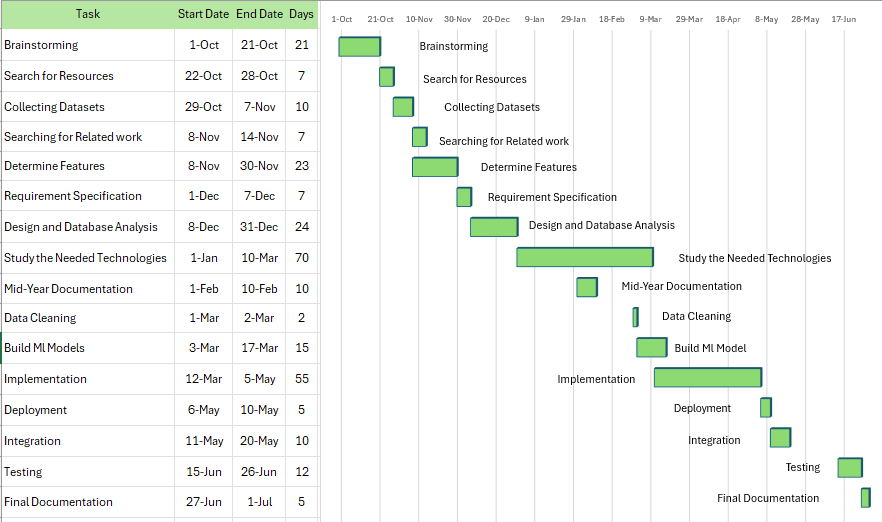 Task Start Date End Date Days
1-Oct 21-Oct 10-Nov 30-Nov 20-Dec 9-Jan 29-Jan 18-Feb 9-Mar 29-Mar 18-Apr 8-May 28-May 17-Jun
Brainstorming 1-Oct 21-Oct 21 Brainstorming
Search for Resources 22-Oct 28-Oct 7 Search for Resources
Collecting Datasets 29-Oct 7-Nov 10 Collecting Datasets
Searching for Related work 8-Nov 14-Nov 7 Searching for Related work
Determine Features 8-Nov 30-Nov 23 Determine Features
Requirement Specification 1-Dec 7-Dec 7 Requirement Specification
Design and Database Analysis 8-Dec 31-Dec 24 Design and Database Analysis
Study the Needed Technologies 1-Jan 10-Mar 70 Study the Needed Technologies
Mid-Year Documentation 1-Feb 10-Feb 10 Mid-Year Documentation
Data Cleaning 1-Mar 2-Mar 2 Data Cleaning
Build Ml Models 3-Mar 17-Mar 15 Build Ml Model
Implementation 12-Mar 5-May 55 Implementation
Deployment 6-May 10-May 5 Deployment
Integration 11-May 20-May 10 Integration
Testing 15-Jun 26-Jun 12 Testing
Final Documentation 27-Jun 1-Jul 5 Final Documentation